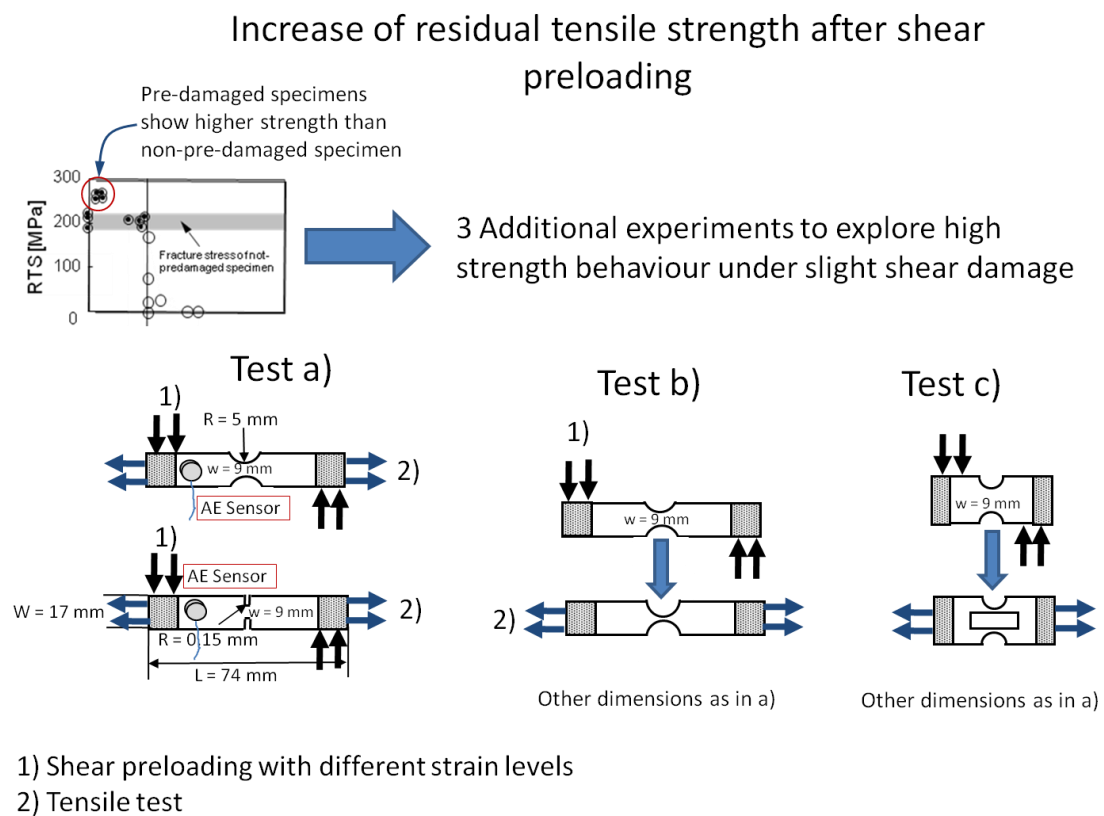 Increase of residual tensile strength after shear
preloading
Pre-damaged specimens
show higher strength than
non-pre-damaged specimen
300
200
100
0
RTS[MPa]
Fracture stress of not-
predamaged specimen
3 Additional experiments to explore high
strength behaviour under slight shear damage
Test a)
1)
R = 5 mm
w = 9 mm
2)
AE Sensor
1)
AE Sensor
W = 17 mm
w = 9 mm
2)
R = 0,15 mm
L = 74 mm
Test b)
1)
w = 9 mm
2)
Other dimensions as in a)
Test c)
w = 9 mm
Other dimensions as in a)
1) Shear preloading with different strain levels
2) Tensile test